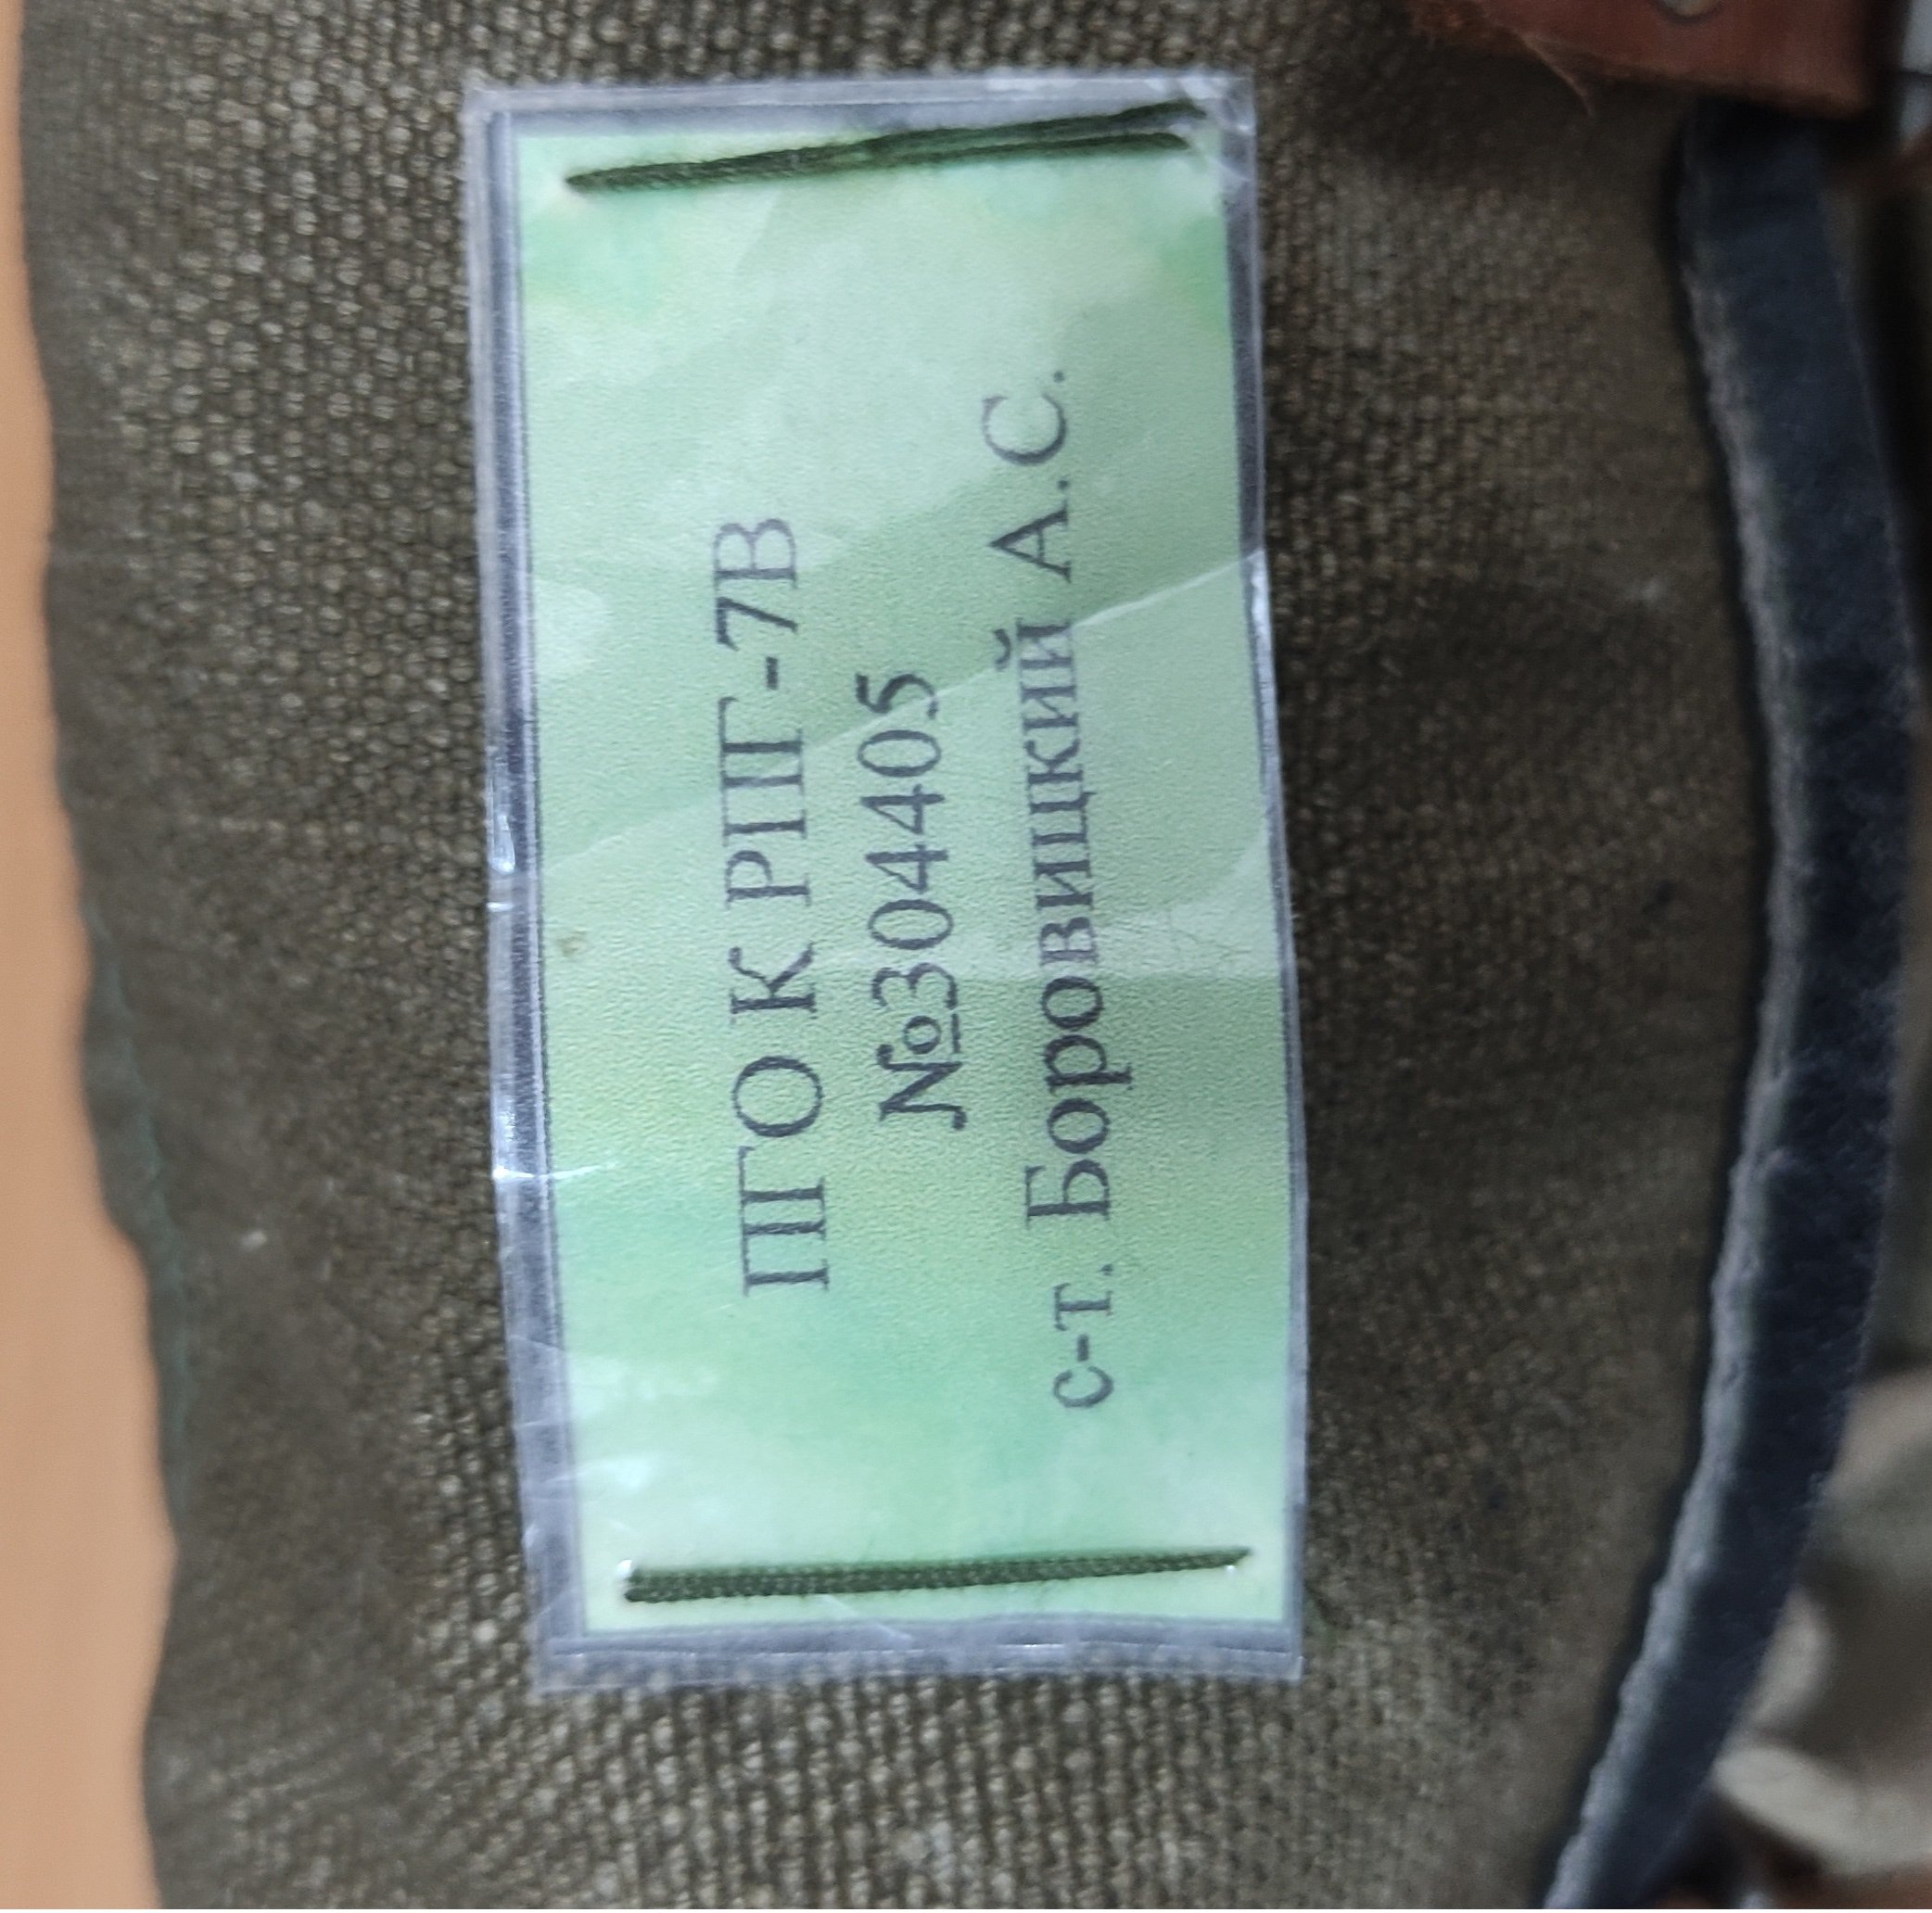 ПГО К РПГ-7В
№304405
с-т. Боровицкий А.С.